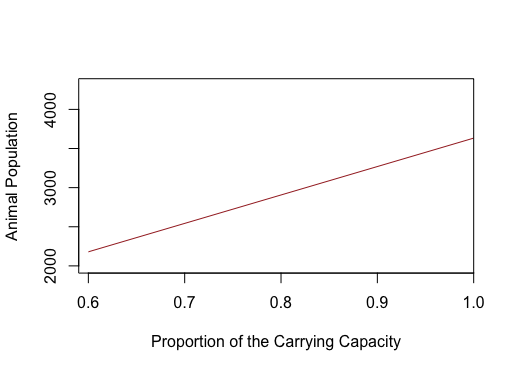 Animal Population
4000
3000
2000
0.6 0.7 0.8 0.9 1.0
Proportion of the Carrying Capacity